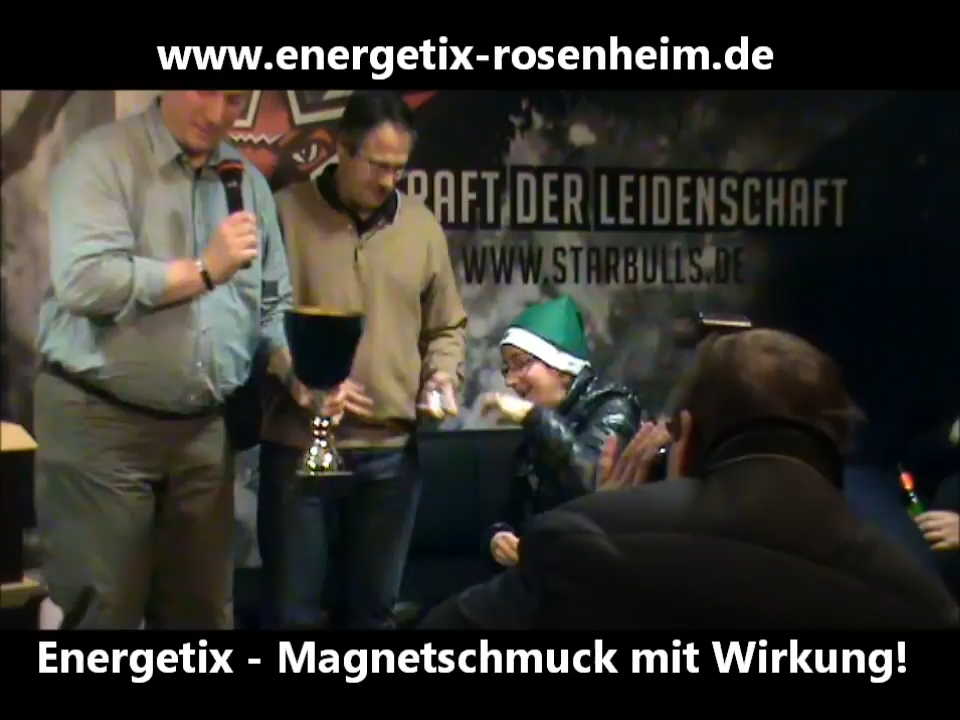 www.energetix-rosenheim.de
RAFT DER LEIDENSCHAFT
WWW.STARBULLS.DE
Energetix - Magnetschmuck mit Wirkung!